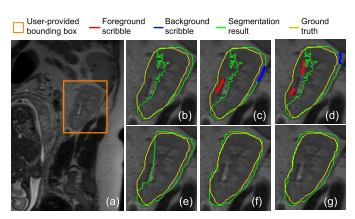 User-provided bounding box
Foreground scribble
Background scribble
Segmentation result
Ground truth
(a)
(b)
(c)
(d)
(e)
(f)
(g)